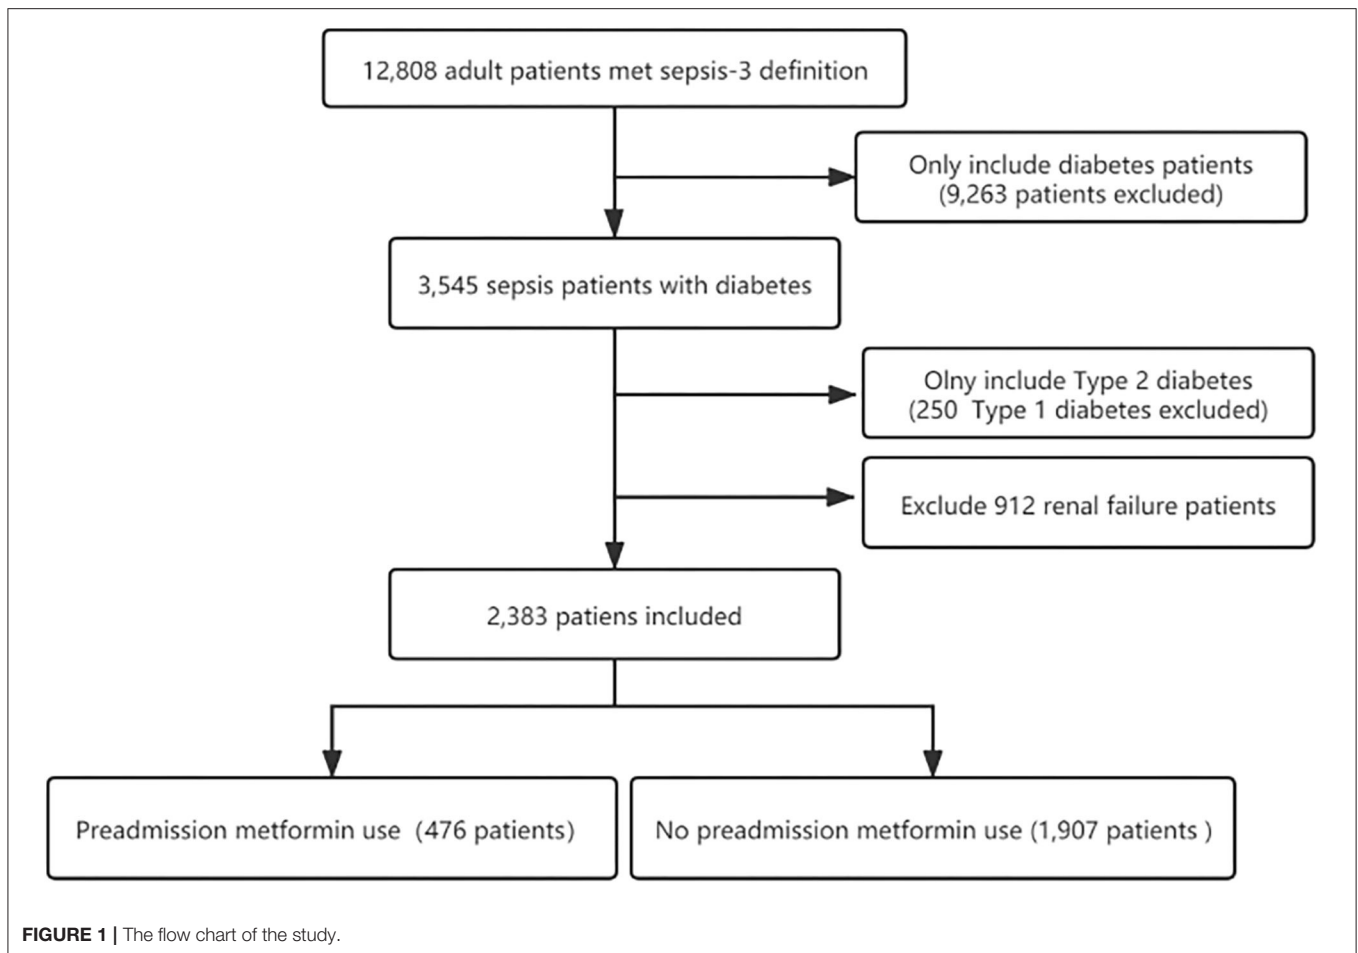 12,808 adult patients met sepsis-3 definition
Only include diabetes patients
(9,263 patients excluded)
3,545 sepsis patients with diabetes
Olny include Type 2 diabetes
(250  Type 1 diabetes excluded)
Exclude 912 renal failure patients
2,383 patiens included
Preadmission metformin use  (476 patients)
No preadmission metformin use (1,907 patients )
FIGURE 1 | The flow chart of the study.